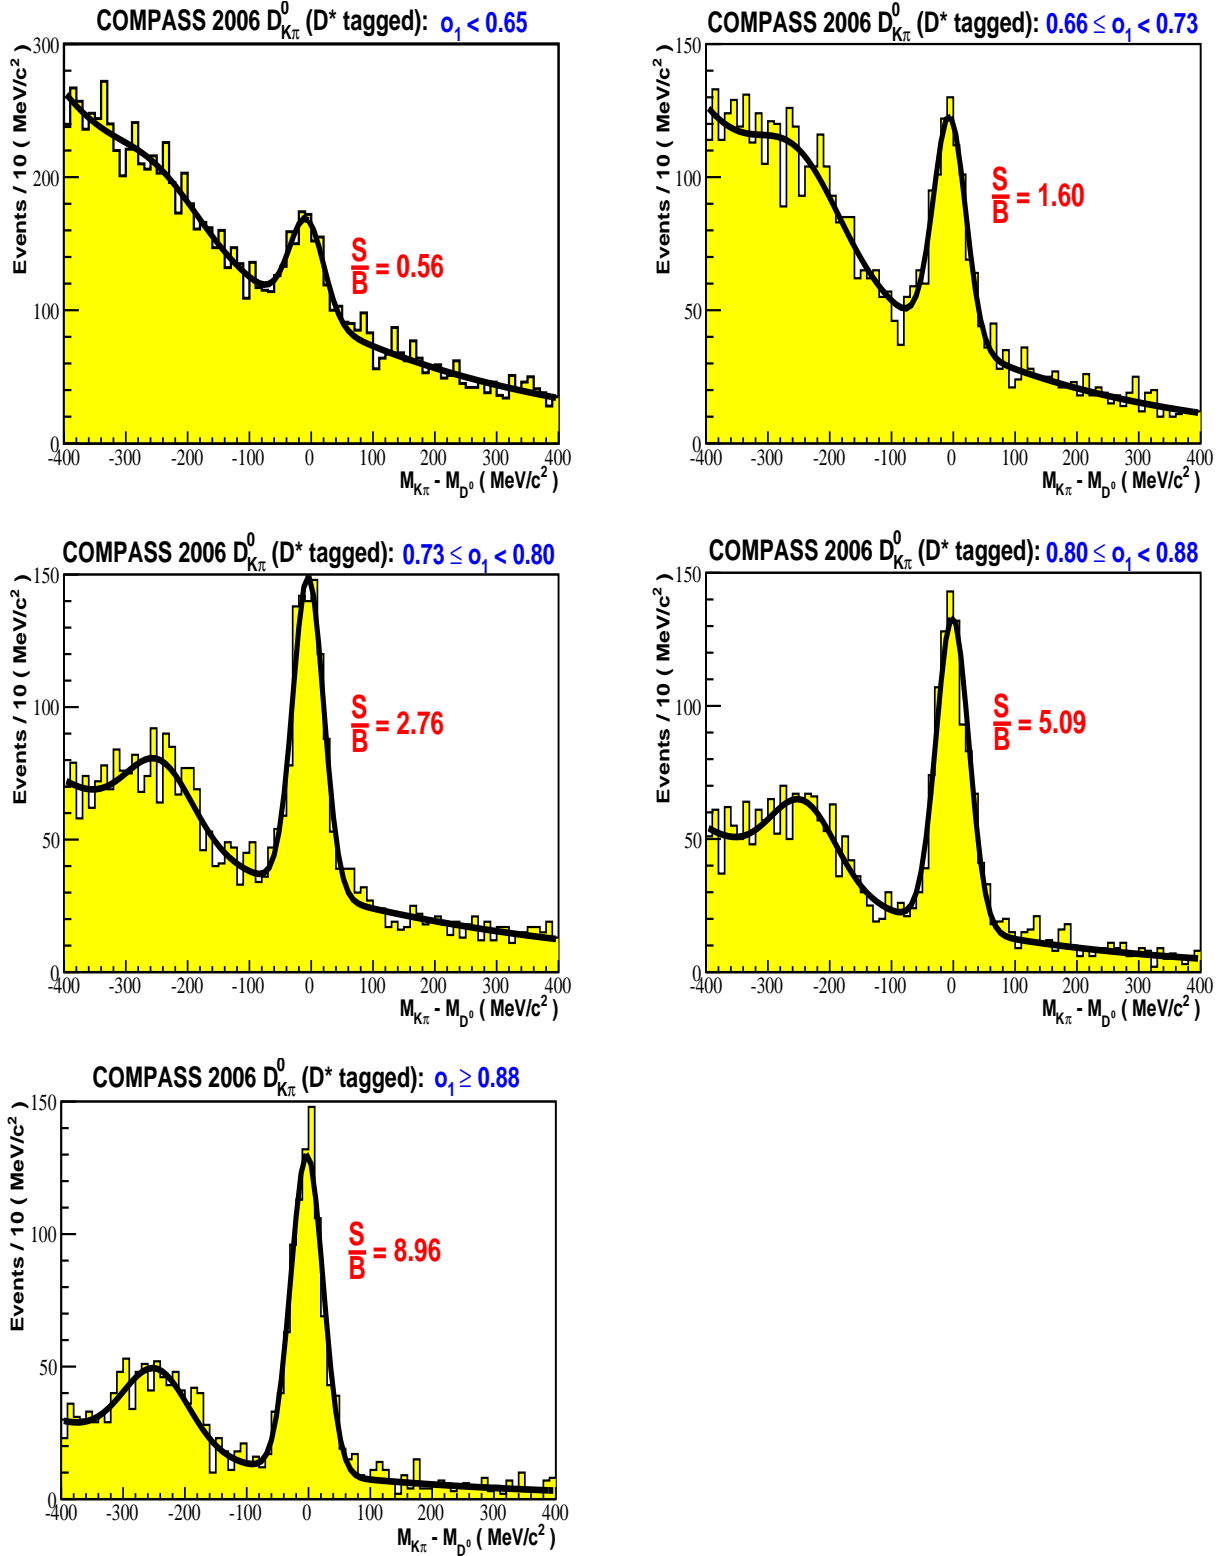 COMPASS 2006 D⁰Kπ (D* tagged): o₁ < 0.65
Events / 10 ( MeV/c²)
300
200
100
0
S/B = 0.56
-400 -300 -200 -100 0 100 200 300 400
M_Kπ - M_D⁰ ( MeV/c²)
COMPASS 2006 D⁰Kπ (D* tagged): 0.66 ≤ o₁ < 0.73
Events / 10 ( MeV/c²)
150
100
50
0
S/B = 1.60
-400 -300 -200 -100 0 100 200 300 400
M_Kπ - M_D⁰ ( MeV/c²)
COMPASS 2006 D⁰Kπ (D* tagged): 0.73 ≤ o₁ < 0.80
Events / 10 ( MeV/c²)
150
100
50
0
S/B = 2.76
-400 -300 -200 -100 0 100 200 300 400
M_Kπ - M_D⁰ ( MeV/c²)
COMPASS 2006 D⁰Kπ (D* tagged): 0.80 ≤ o₁ < 0.88
Events / 10 ( MeV/c²)
150
100
50
0
S/B = 5.09
-400 -300 -200 -100 0 100 200 300 400
M_Kπ - M_D⁰ ( MeV/c²)
COMPASS 2006 D⁰Kπ (D* tagged): o₁ ≥ 0.88
Events / 10 ( MeV/c²)
150
100
50
0
S/B = 8.96
-400 -300 -200 -100 0 100 200 300 400
M_Kπ - M_D⁰ ( MeV/c²)